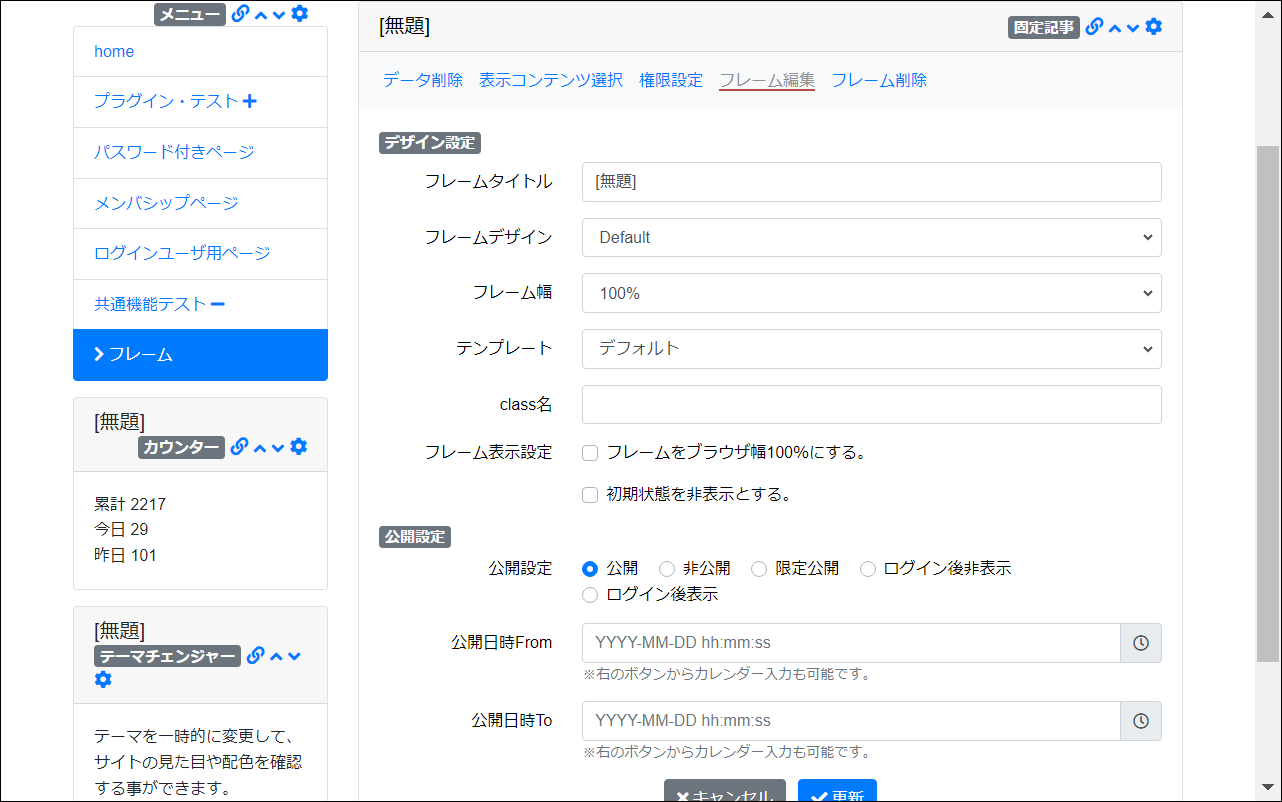 メニュー
home
プラグイン・テスト
パスワード付きページ
メンバシップページ
ログインユーザ用ページ
共通機能テスト
フレーム
[無題]
カウンター
累計 2217
今日 29
昨日 101
[無題]
テーマチェンジャー
テーマを一時的に変更して、
サイトの見た目や配色を確認
する事ができます。
[無題]
固定記事
データ削除 表示コンテンツ選択 権限設定 フレーム編集 フレーム削除
デザイン設定
フレームタイトル [無題]
フレームデザイン Default
フレーム幅 100%
テンプレート デフォルト
class名
フレーム表示設定 フレームをブラウザ幅100%にする。
初期状態を非表示とする。
公開設定
公開設定 公開 非公開 限定公開 ログイン後非表示
ログイン後表示
公開日時From YYYY-MM-DD hh:mm:ss
※右のボタンからカレンダー入力も可能です。
公開日時To YYYY-MM-DD hh:mm:ss
※右のボタンからカレンダー入力も可能です。
キャンセル 更新